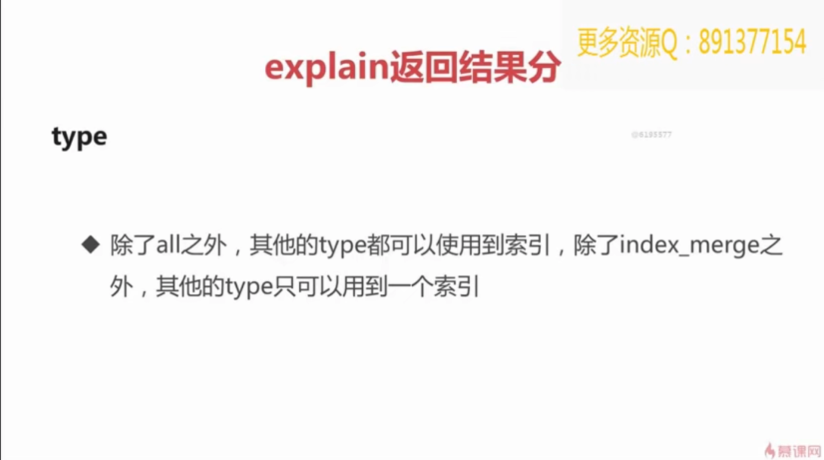 更多资源Q：891377154
explain返回结果分
type
@6195577
◆ 除了all之外，其他的type都可以使用到索引，除了index_merge之
外，其他的type只可以用到一个索引
慕课网